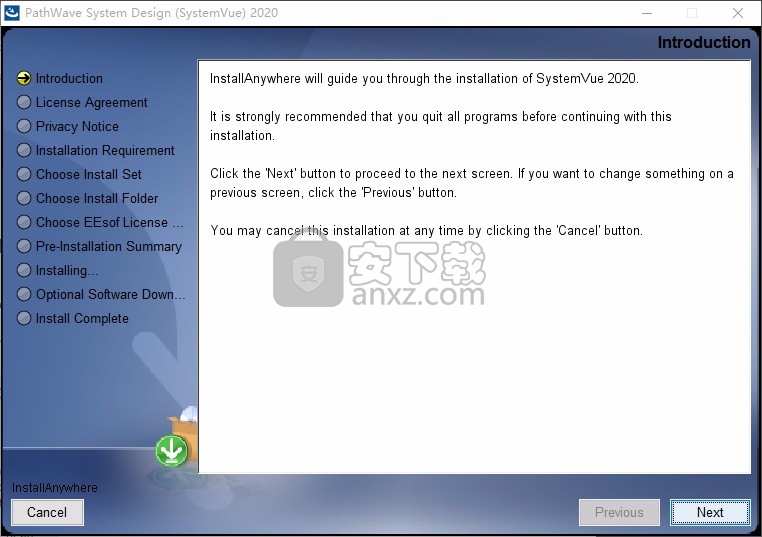 PathWave System Design (SystemVue) 2020
Introduction
Introduction
License Agreement
Privacy Notice
Installation Requirement
Choose Install Set
Choose Install Folder
Choose EEsof License ...
Pre-Installation Summary
Installing...
Optional Software Down...
Install Complete
InstallAnywhere will guide you through the installation of SystemVue 2020.
It is strongly recommended that you quit all programs before continuing with this
installation.
Click the 'Next' button to proceed to the next screen. If you want to change something on a
previous screen, click the 'Previous' button.
You may cancel this installation at any time by clicking the 'Cancel' button.
安
安下载
anxz.com
InstallAnywhere
Cancel
Previous
Next